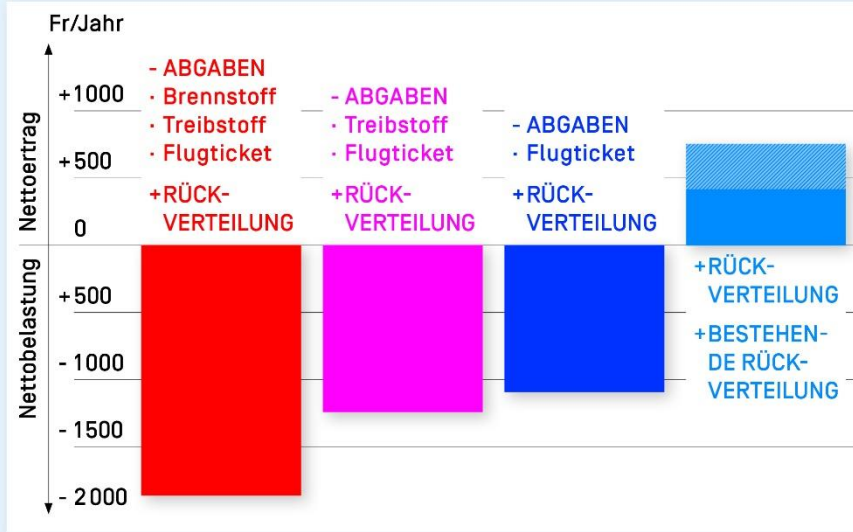 Fr/Jahr
Nettoertrag
Nettobelastung
+1000
+500
0
+500
- 1000
- 1500
- 2000
- ABGABEN
· Brennstoff
· Treibstoff
· Flugticket
+RÜCK-
VERTEILUNG
- ABGABEN
· Treibstoff
· Flugticket
+RÜCK-
VERTEILUNG
- ABGABEN
· Flugticket
+RÜCK-
VERTEILUNG
+RÜCK-
VERTEILUNG
+BESTEHEN-
DE RÜCK-
VERTEILUNG